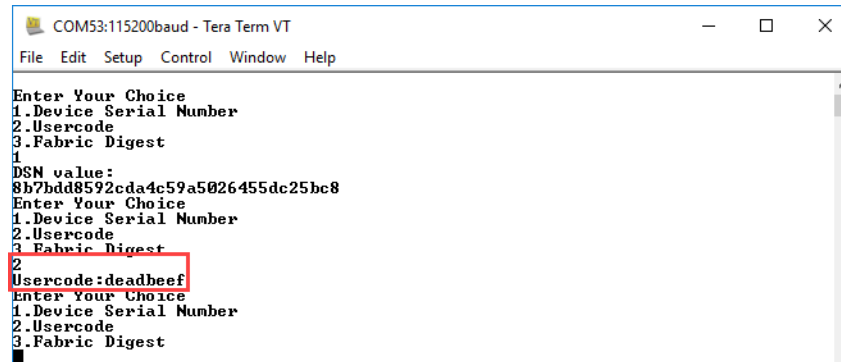 COM53:115200baud - Tera Term VT
File Edit Setup Control Window Help
Enter Your Choice
1.Device Serial Number
2.Usercode
3.Fabric Digest
1
DSN value:
8b7bdd8592cda4c59a5026455dc25bc8
Enter Your Choice
1.Device Serial Number
2.Usercode
3.Fabric Digest
2
Usercode:deadbeef
Enter Your Choice
1.Device Serial Number
2.Usercode
3.Fabric Digest